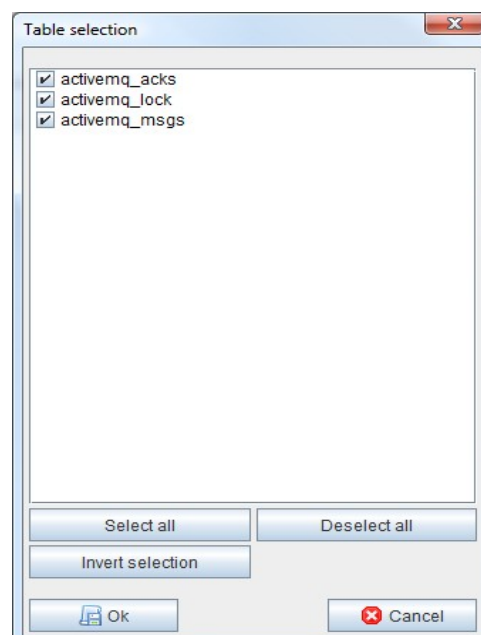 Table selection
activemq_acks
activemq_lock
activemq_msgs
Select all
Deselect all
Invert selection
Ok
Cancel